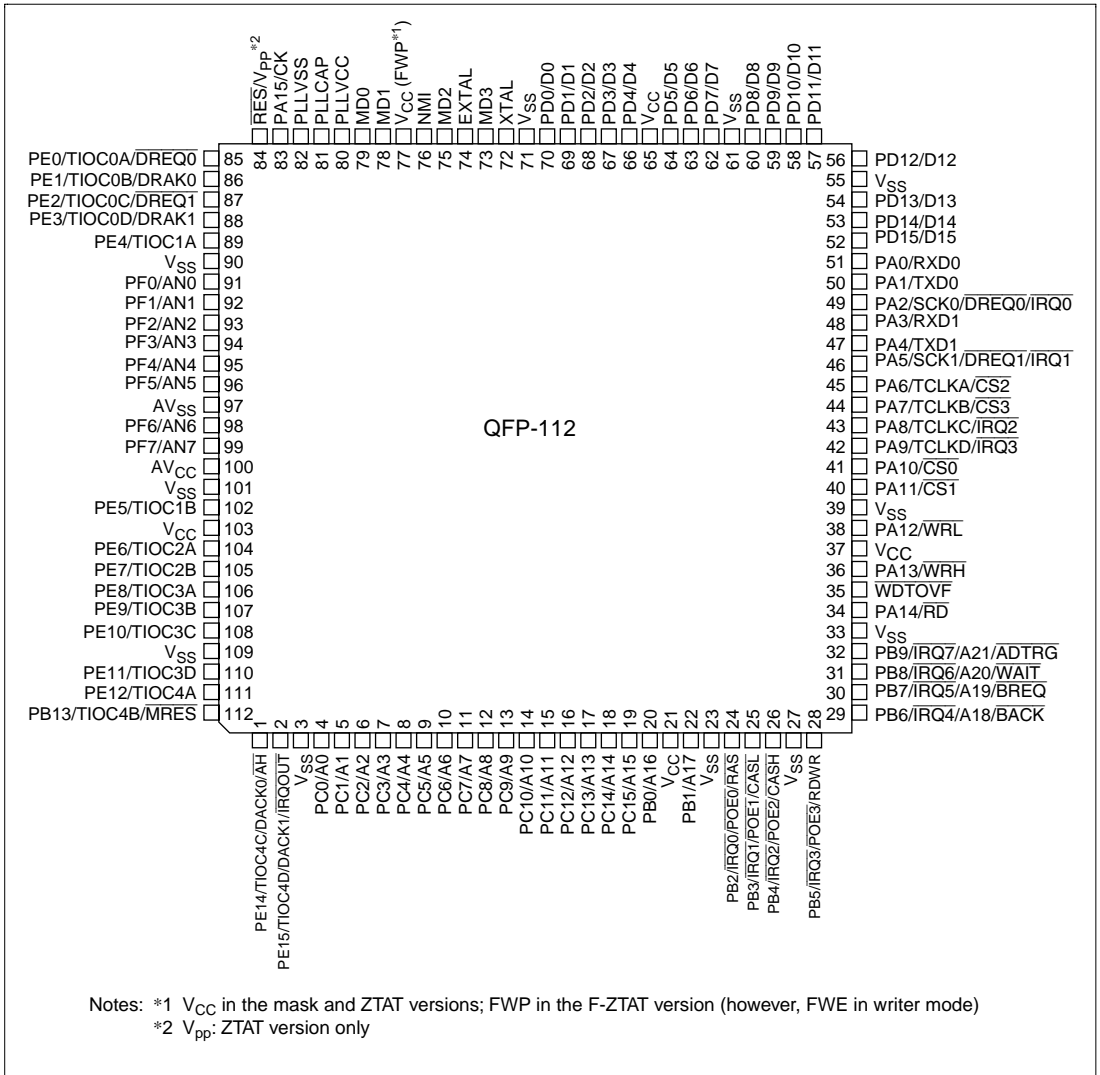 RES/VPP*2
PA15/CK
PLLVSS
PLLCAP
PLLVCC
MD0
MD1
VCC (FWP*1)
NMI
MD2
EXTAL
MD3
XTAL
VSS
PD0/D0
PD1/D1
PD2/D2
PD3/D3
PD4/D4
VCC
PD5/D5
PD6/D6
PD7/D7
VSS
PD8/D8
PD9/D9
PD10/D10
PD11/D11
84 83 82 81 80 79 78 77 76 75 74 73 72 71 70 69 68 67 66 65 64 63 62 61 60 59 58 57
PE0/TIOC0A/DREQ0 85
PE1/TIOC0B/DRAK0 86
PE2/TIOC0C/DREQ1 87
PE3/TIOC0D/DRAK1 88
PE4/TIOC1A 89
VSS 90
PF0/AN0 91
PF1/AN1 92
PF2/AN2 93
PF3/AN3 94
PF4/AN4 95
PF5/AN5 96
AVSS 97
PF6/AN6 98
PF7/AN7 99
AVCC 100
VSS 101
PE5/TIOC1B 102
VCC 103
PE6/TIOC2A 104
PE7/TIOC2B 105
PE8/TIOC3A 106
PE9/TIOC3B 107
PE10/TIOC3C 108
VSS 109
PE11/TIOC3D 110
PE12/TIOC4A 111
PB13/TIOC4B/MRES 112
QFP-112
56 PD12/D12
55 VSS
54 PD13/D13
53 PD14/D14
52 PD15/D15
51 PA0/RXD0
50 PA1/TXD0
49 PA2/SCK0/DREQ0/IRQ0
48 PA3/RXD1
47 PA4/TXD1
46 PA5/SCK1/DREQ1/IRQ1
45 PA6/TCLKA/CS2
44 PA7/TCLKB/CS3
43 PA8/TCLKC/IRQ2
42 PA9/TCLKD/IRQ3
41 PA10/CS0
40 PA11/CS1
39 VSS
38 PA12/WRL
37 VCC
36 PA13/WRH
35 WDTOVF
34 PA14/RD
33 VSS
32 PB9/IRQ7/A21/ADTRG
31 PB8/IRQ6/A20/WAIT
30 PB7/IRQ5/A19/BREQ
29 PB6/IRQ4/A18/BACK
1 2 3 4 5 6 7 8 9 10 11 12 13 14 15 16 17 18 19 20 21 22 23 24 25 26 27 28
PE14/TIOC4C/DACK0/AH
PE15/TIOC4D/DACK1/IRQOUT
VSS
PC0/A0
PC1/A1
PC2/A2
PC3/A3
PC4/A4
PC5/A5
PC6/A6
PC7/A7
PC8/A8
PC9/A9
PC10/A10
PC11/A11
PC12/A12
PC13/A13
PC14/A14
PC15/A15
PB0/A16
VCC
PB1/A17
VSS
PB2/IRQ0/POE0/RAS
PB3/IRQ1/POE1/CASL
PB4/IRQ2/POE2/CASH
VSS
PB5/IRQ3/POE3/RDWR
Notes: *1 VCC in the mask and ZTAT versions; FWP in the F-ZTAT version (however, FWE in writer mode)
*2 Vpp: ZTAT version only